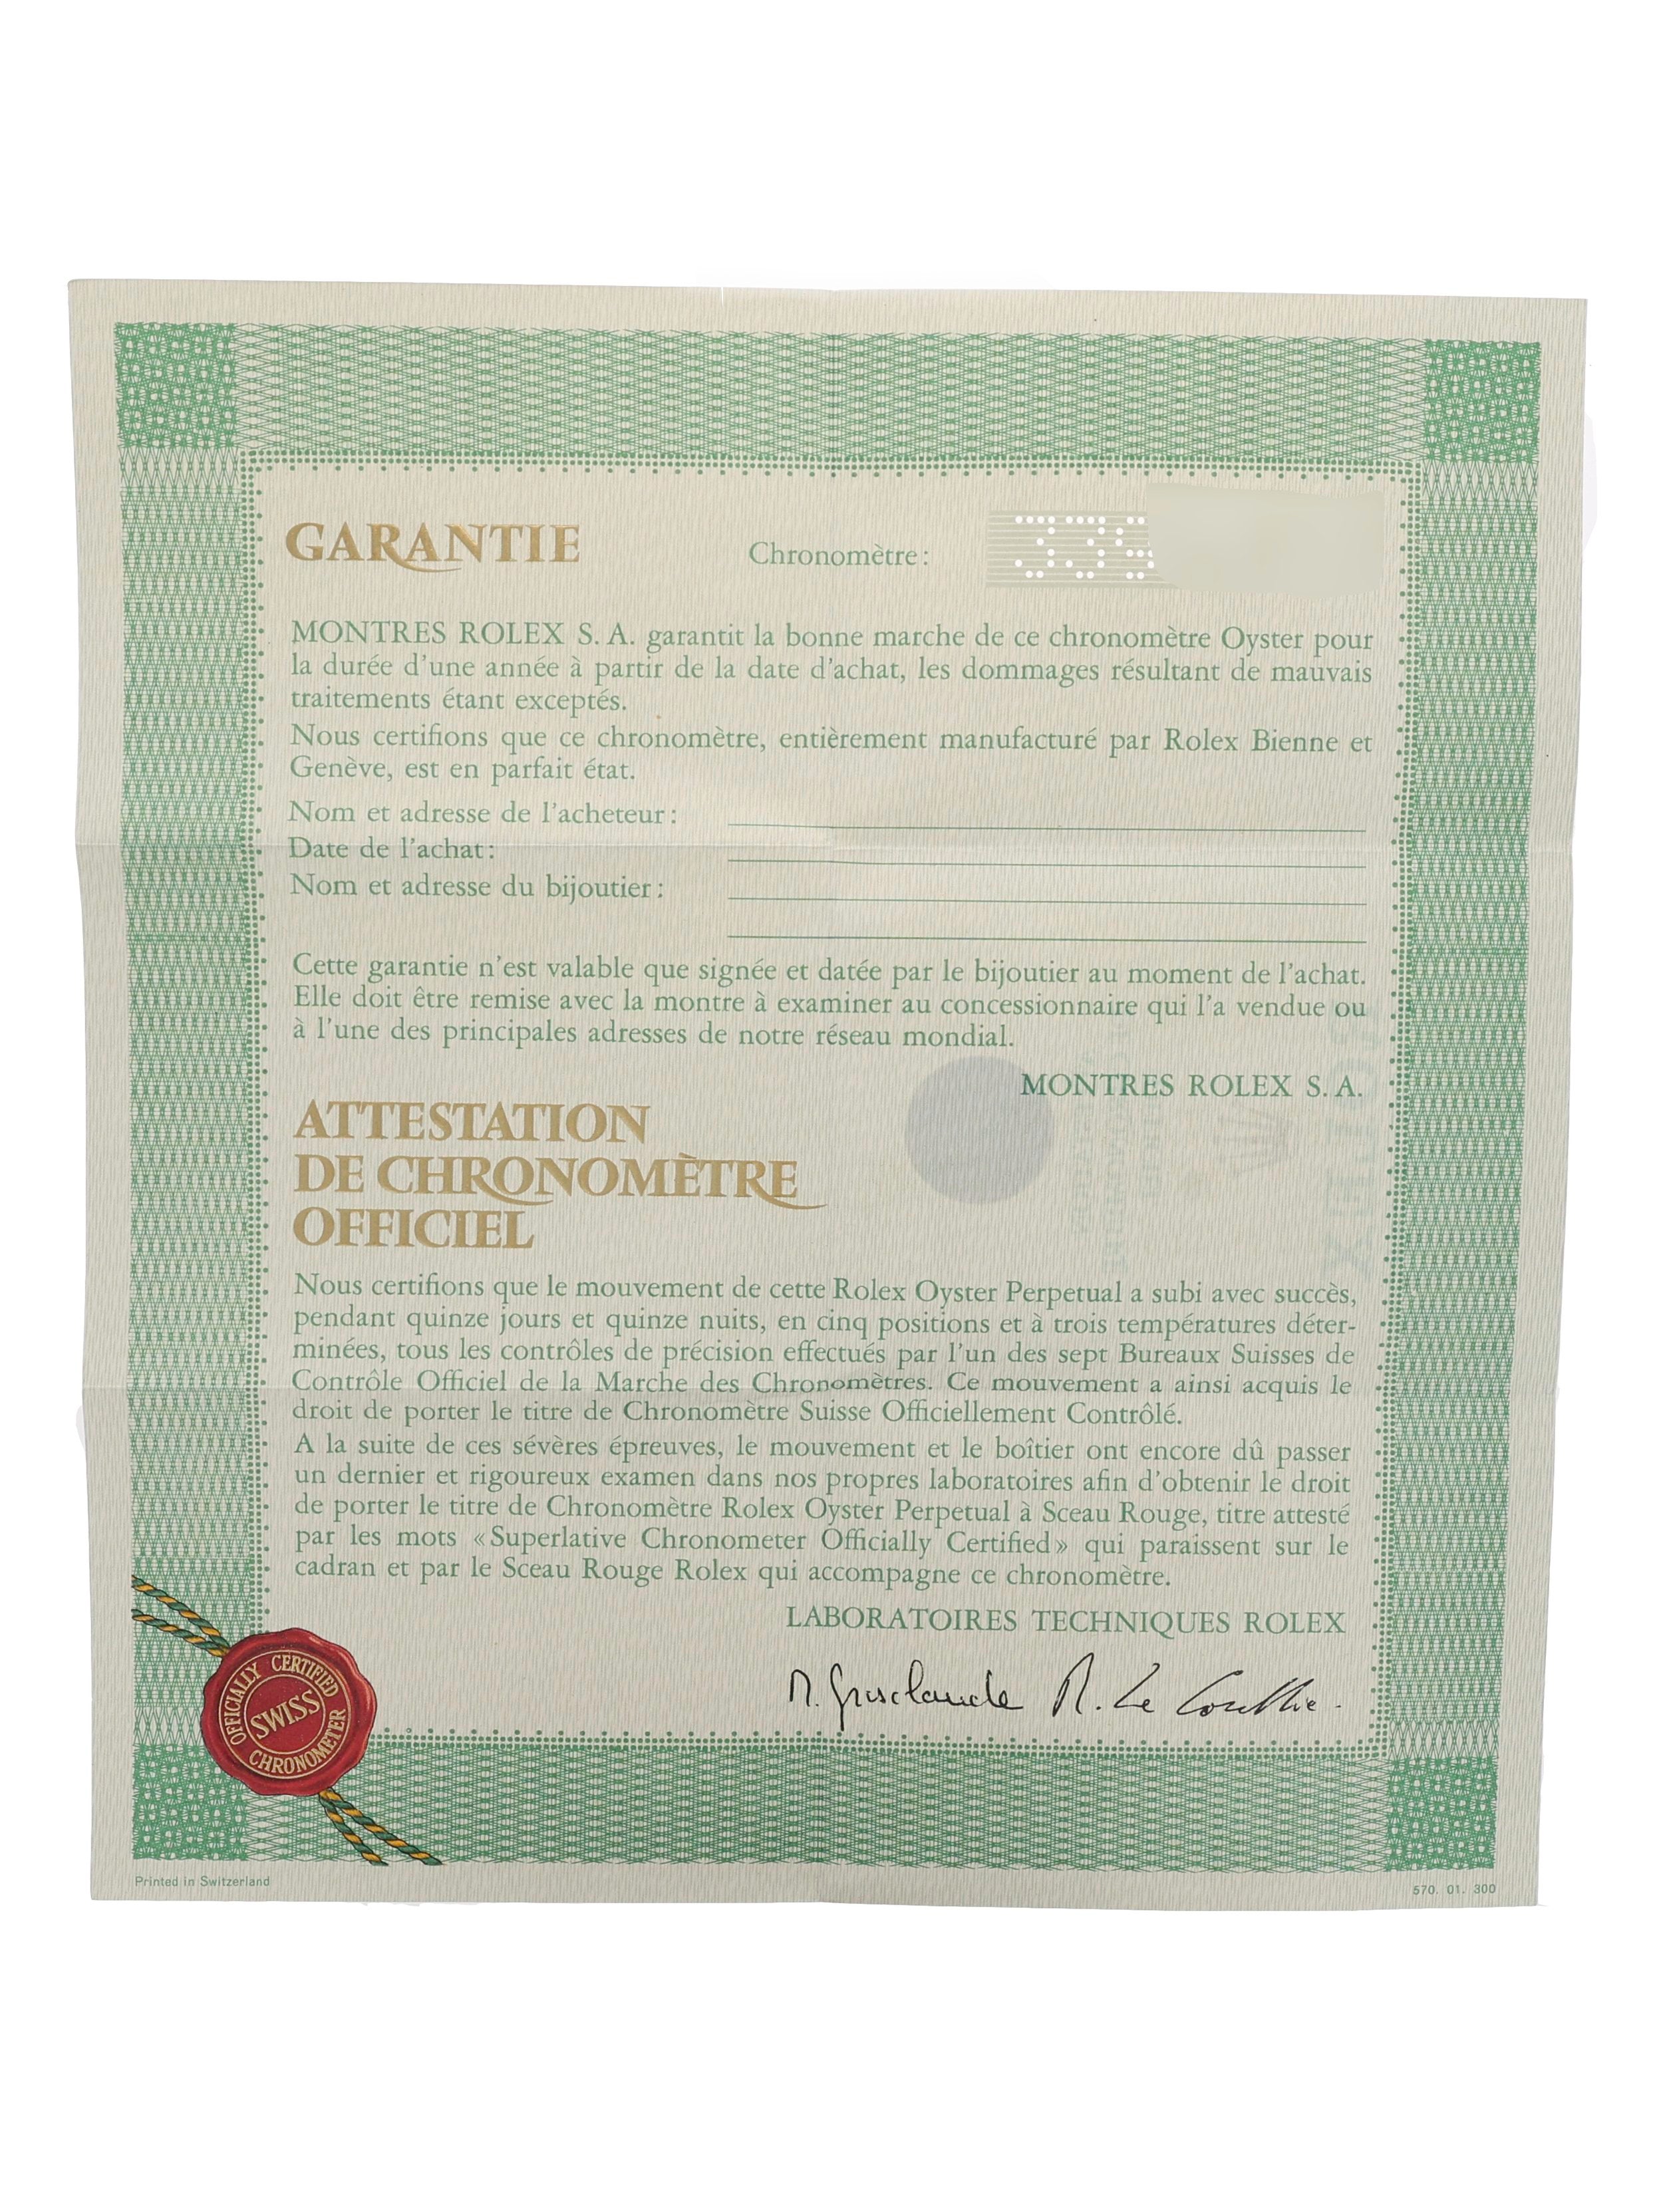 GARANTIE
Chronomètre: 334
MONTRES ROLEX S. A. garantit la bonne marche de ce chronomètre Oyster pour
la durée d'une année à partir de la date d'achat, les dommages résultant de mauvais
traitements étant exceptés.
Nous certifions que ce chronomètre, entièrement manufacturé par Rolex Bienne et
Genève, est en parfait état.
Nom et adresse de l'acheteur:
Date de l'achat:
Nom et adresse du bijoutier:
Cette garantie n'est valable que signée et datée par le bijoutier au moment de l'achat.
Elle doit être remise avec la montre à examiner au concessionnaire qui l'a vendue ou
à l'une des principales adresses de notre réseau mondial.
MONTRES ROLEX S. A.
ATTESTATION
DE CHRONOMÈTRE
OFFICIEL
Nous certifions que le mouvement de cette Rolex Oyster Perpetual a subi avec succès,
pendant quinze jours et quinze nuits, en cinq positions et à trois températures déter-
minées, tous les contrôles de précision effectués par l'un des sept Bureaux Suisses de
Contrôle Officiel de la Marche des Chronomètres. Ce mouvement a ainsi acquis le
droit de porter le titre de Chronomètre Suisse Officiellement Contrôlé.
A la suite de ces sévères épreuves, le mouvement et le boîtier ont encore dû passer
un dernier et rigoureux examen dans nos propres laboratoires afin d'obtenir le droit
de porter le titre de Chronomètre Rolex Oyster Perpetual à Sceau Rouge, titre attesté
par les mots «Superlative Chronometer Officially Certified» qui paraissent sur le
cadran et par le Sceau Rouge Rolex qui accompagne ce chronomètre.
LABORATOIRES TECHNIQUES ROLEX
OFFICIALLY CERTIFIED
SWISS
CHRONOMETER
Printed in Switzerland
570. 01. 300